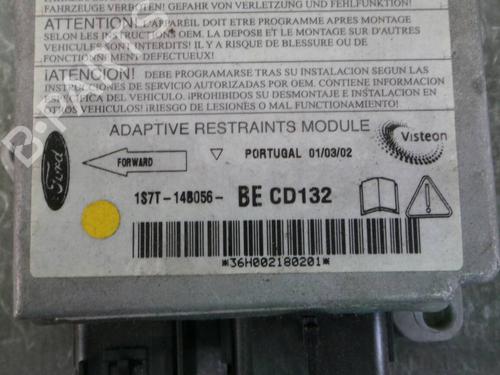 FAHRZEUGE VERBOTEN! GEFAHR VON VERLETZUNG UND FEHLFUNKTION!
ATTENTION! L'APPAREIL DOIT ETRE PROGRAMME APRES MONTAGE
SELON LES INSTRUCTIONS OEM. LA DEPOSE ET LE MONTAGE SUR D'AUTRES
VEHICULES SONT INTERDITS! IL Y A RISQUE DE BLESSURE OU DE
FONCTIONNEMENT DEFECTUEUX!
¡ATENCION! DEBE PROGRAMARSE TRAS SU INSTALACION SEGUN LAS
INSTRUCCIONES DE SERVICIO AUTORIZADAS POR OEM. CONTIENE INFORMACION
ESPECIFICA DEL VEHICULO. ¡PROHIBIDO SU DESMONTAJE E INSTALACION EN
OTROS VEHICULOS! ¡RIESGO DE LESIONES O MAL FUNCIONAMIENTO!
ADAPTIVE RESTRAINTS MODULE
Visteon
Ford
FORWARD
PORTUGAL 01/03/02
1S7T-14B056- BE CD132
*36H002180201*